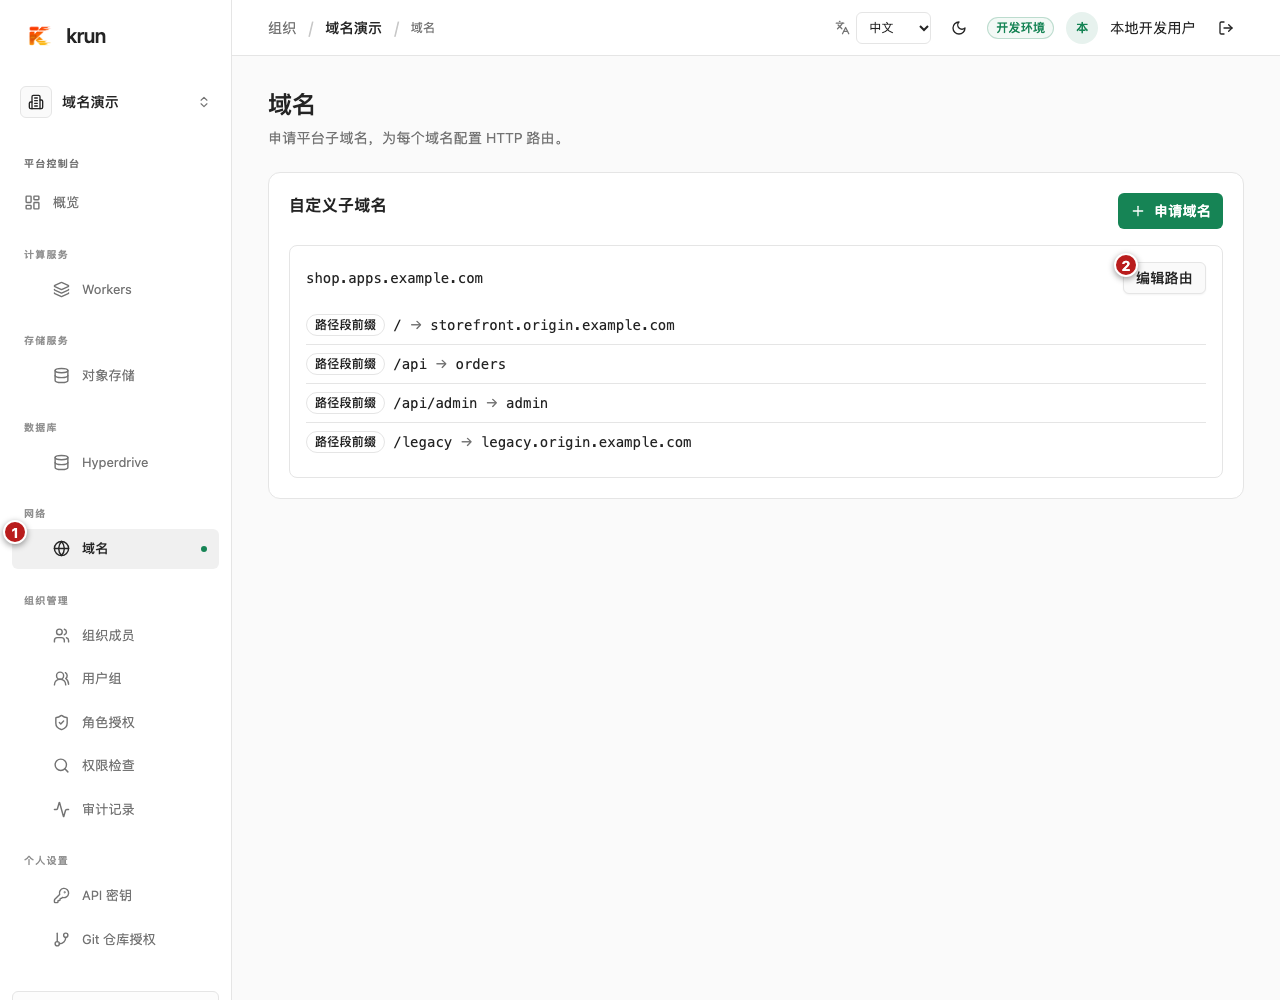 krun
组织 / 域名演示 / 域名
中文
开发环境
本
本地开发用户
域名演示
平台控制台
概览
计算服务
Workers
存储服务
对象存储
数据库
Hyperdrive
网络
1
域名
组织管理
组织成员
用户组
角色授权
权限检查
审计记录
个人设置
API 密钥
Git 仓库授权
域名
申请平台子域名，为每个域名配置 HTTP 路由。
自定义子域名
+ 申请域名
shop.apps.example.com
2
编辑路由
路径段前缀 / → storefront.origin.example.com
路径段前缀 /api → orders
路径段前缀 /api/admin → admin
路径段前缀 /legacy → legacy.origin.example.com